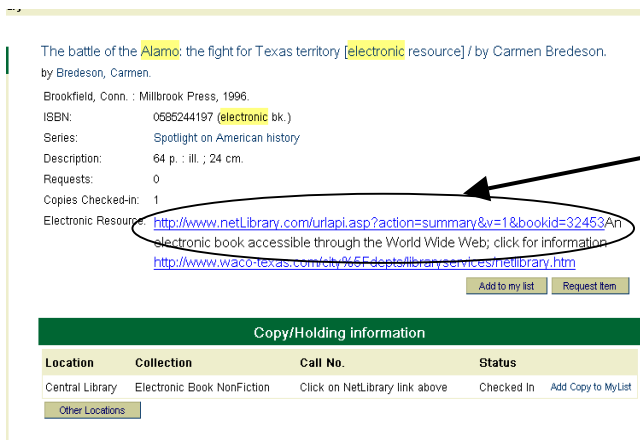 The battle of the Alamo: the fight for Texas territory [electronic resource] / by Carmen Bredeson.
by Bredeson, Carmen.
Brookfield, Conn. : Millbrook Press, 1996.
ISBN: 0585244197 (electronic bk.)
Series: Spotlight on American history
Description: 64 p. : ill. ; 24 cm.
Requests: 0
Copies Checked-in: 1
Electronic Resource: http://www.netLibrary.com/urlapi.asp?action=summary&v=1&bookid=32453An
electronic book accessible through the World Wide Web; click for information
http://www.waco-texas.com/city%5Fdepts/libraryservices/netlibrary.htm
Add to my list Request Item
Copy/Holding information
Location Collection Call No. Status
Central Library Electronic Book NonFiction Click on NetLibrary link above Checked In Add Copy to MyList
Other Locations